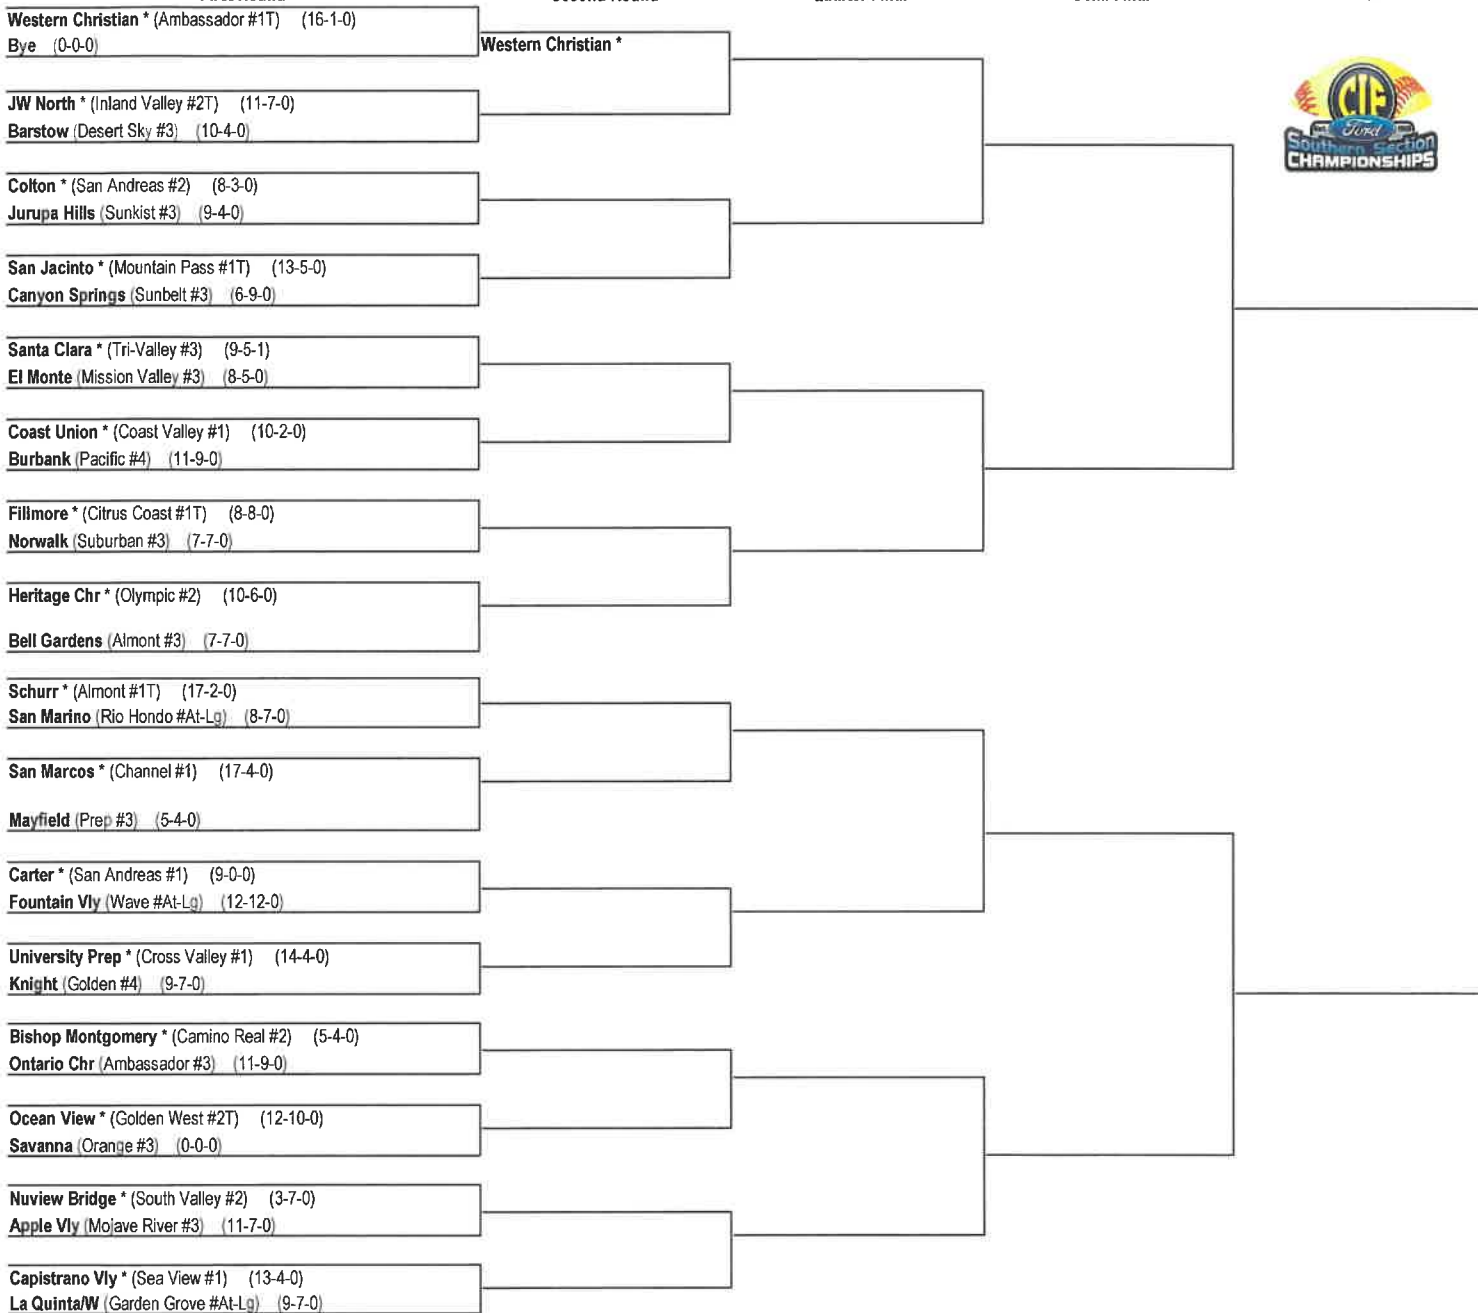 Western Christian * (Ambassador #1T) (16-1-0)
Bye (0-0-0)
Western Christian *
JW North * (Inland Valley #2T) (11-7-0)
Barstow (Desert Sky #3) (10-4-0)
Colton * (San Andreas #2) (8-3-0)
Jurupa Hills (Sunkist #3) (9-4-0)
San Jacinto * (Mountain Pass #1T) (13-5-0)
Canyon Springs (Sunbelt #3) (6-9-0)
Santa Clara * (Tri-Valley #3) (9-5-1)
El Monte (Mission Valley #3) (8-5-0)
Coast Union * (Coast Valley #1) (10-2-0)
Burbank (Pacific #4) (11-9-0)
Fillmore * (Citrus Coast #1T) (8-8-0)
Norwalk (Suburban #3) (7-7-0)
Heritage Chr * (Olympic #2) (10-6-0)
Bell Gardens (Almont #3) (7-7-0)
Schurr * (Almont #1T) (17-2-0)
San Marino (Rio Hondo #At-Lg) (8-7-0)
San Marcos * (Channel #1) (17-4-0)
Mayfield (Prep #3) (5-4-0)
Carter * (San Andreas #1) (9-0-0)
Fountain Vly (Wave #At-Lg) (12-12-0)
University Prep * (Cross Valley #1) (14-4-0)
Knight (Golden #4) (9-7-0)
Bishop Montgomery * (Camino Real #2) (5-4-0)
Ontario Chr (Ambassador #3) (11-9-0)
Ocean View * (Golden West #2T) (12-10-0)
Savanna (Orange #3) (0-0-0)
Nuview Bridge * (South Valley #2) (3-7-0)
Apple Vly (Mojave River #3) (11-7-0)
Capistrano Vly * (Sea View #1) (13-4-0)
La Quinta/W (Garden Grove #At-Lg) (9-7-0)
CIF
Ford
Southern Section
CHAMPIONSHIPS